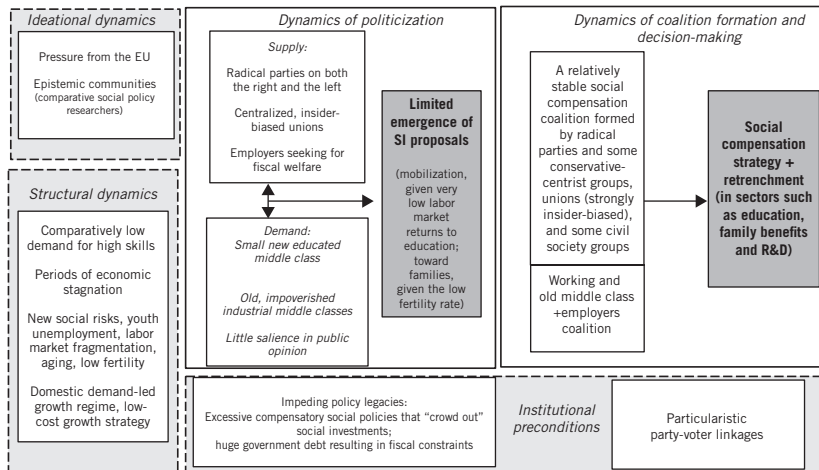 Ideational dynamics
Pressure from the EU
Epistemic communities
(comparative social policy
researchers)
Structural dynamics
Comparatively low
demand for high skills
Periods of economic
stagnation
New social risks, youth
unemployment, labor
market fragmentation,
aging, low fertility
Domestic demand-led
growth regime, low-
cost growth strategy
Dynamics of politicization
Supply:
Radical parties on both
the right and the left
Centralized, insider-
biased unions
Employers seeking for
fiscal welfare
Demand:
Small new educated
middle class
Old, impoverished
industrial middle classes
Little salience in public
opinion
Limited
emergence of
SI proposals
(mobilization,
given very
low labor
market
returns to
education;
toward
families,
given the low
fertility rate)
Dynamics of coalition formation and
decision-making
A relatively
stable social
compensation
coalition formed
by radical
parties and some
conservative-
centrist groups,
unions (strongly
insider-biased),
and some civil
society groups
Working and
old middle class
+employers
coalition
Social
compensation
strategy +
retrenchment
(in sectors such
as education,
family benefits
and R&D)
Impeding policy legacies:
Excessive compensatory social policies that “crowd out”
social investments;
huge government debt resulting in fiscal constraints
Institutional
preconditions
Particularistic
party-voter linkages